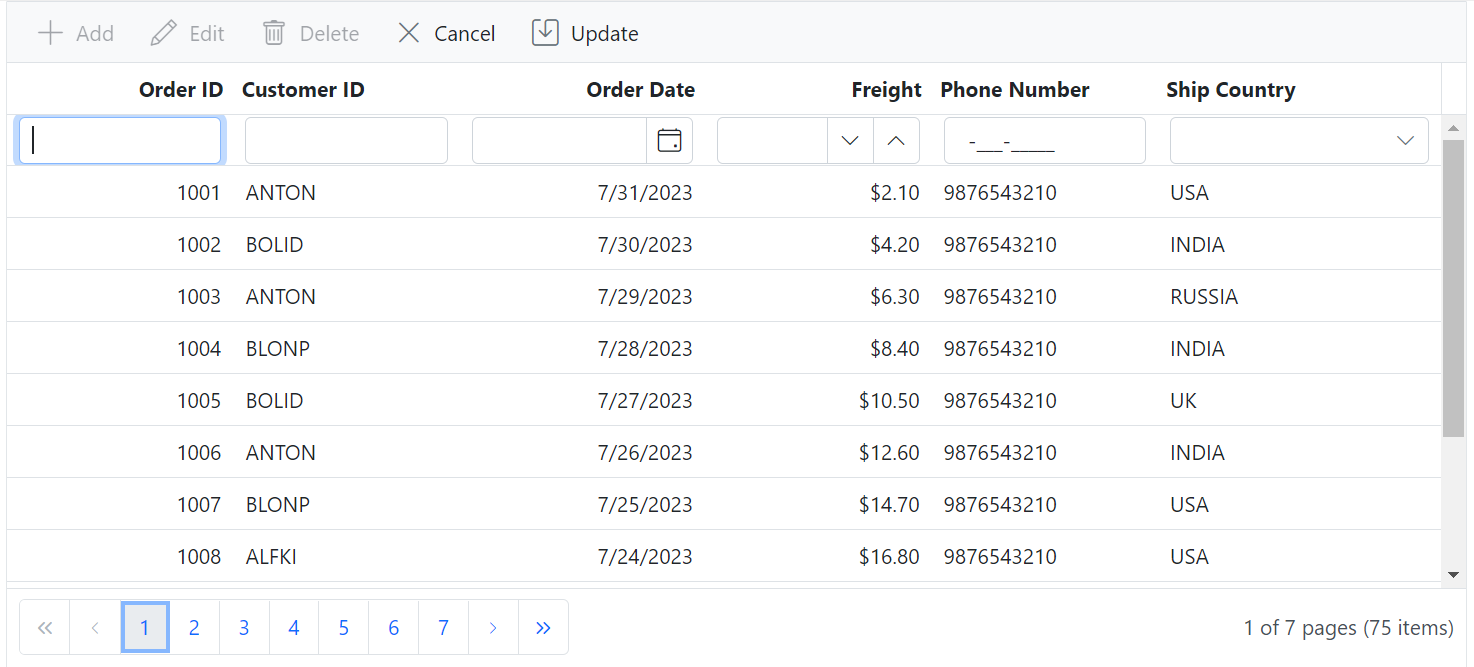 Add Edit Delete Cancel Update
Order ID Customer ID Order Date Freight Phone Number Ship Country
-___-_____
1001 ANTON 7/31/2023 $2.10 9876543210 USA
1002 BOLID 7/30/2023 $4.20 9876543210 INDIA
1003 ANTON 7/29/2023 $6.30 9876543210 RUSSIA
1004 BLONP 7/28/2023 $8.40 9876543210 INDIA
1005 BOLID 7/27/2023 $10.50 9876543210 UK
1006 ANTON 7/26/2023 $12.60 9876543210 INDIA
1007 BLONP 7/25/2023 $14.70 9876543210 USA
1008 ALFKI 7/24/2023 $16.80 9876543210 USA
1 2 3 4 5 6 7 1 of 7 pages (75 items)